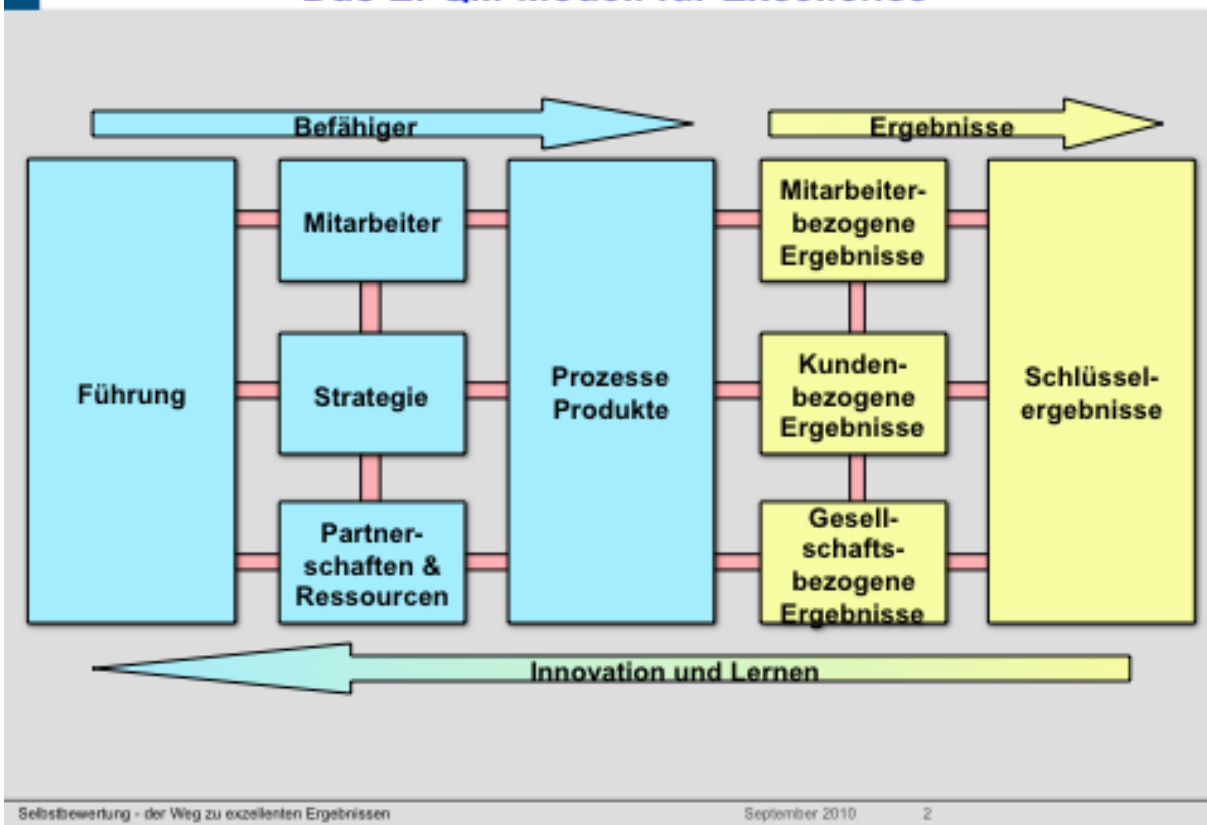 Befähiger
Ergebnisse
Führung
Mitarbeiter
Strategie
Partner-
schaften &
Ressourcen
Prozesse
Produkte
Mitarbeiter-
bezogene
Ergebnisse
Kunden-
bezogene
Ergebnisse
Gesell-
schafts-
bezogene
Ergebnisse
Schlüssel-
ergebnisse
Innovation und Lernen
Selbstbewertung - der Weg zu exzellenten Ergebnissen
September 2010
2